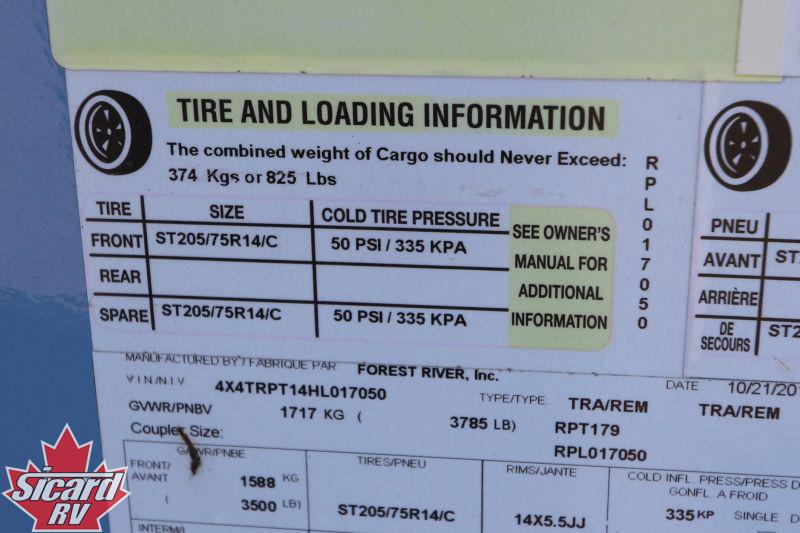 TIRE AND LOADING INFORMATION
The combined weight of Cargo should Never Exceed:
374 Kgs or 825 Lbs
RPL017050
TIRE SIZE COLD TIRE PRESSURE
FRONT ST205/75R14/C 50 PSI / 335 KPA
REAR
SPARE ST205/75R14/C 50 PSI / 335 KPA
SEE OWNER'S
MANUAL FOR
ADDITIONAL
INFORMATION
PNEU
AVANT
ARRIÈRE
DE
SECOURS
MANUFACTURED BY / FABRIQUE PAR FOREST RIVER, Inc.
VIN/NIV 4X4TRPT14HL017050
DATE 10/21/20
TYPE/TYPE: TRA/REM TRA/REM
GVWR/PNBV 1717 KG ( 3785 LB) RPT179
Coupler Size: RPL017050
GAWR/PNBE TIRES/PNEU RIMS/JANTE COLD INFL. PRESS/PRESS D
GONFL. A FROID
FRONT/
AVANT 1588 KG
( 3500 LB) ST205/75R14/C 14X5.5JJ 335 KP SINGLE
INTERM/
Sicard
RV